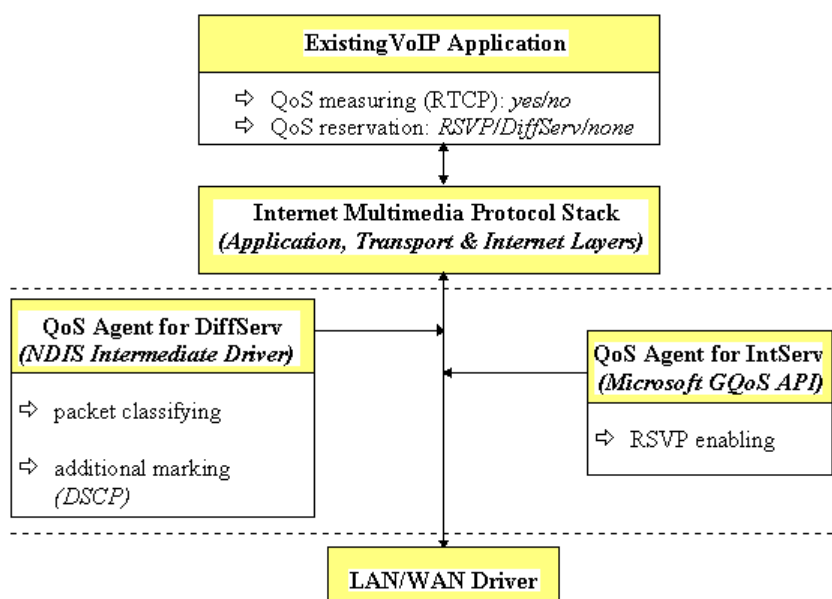 ExistingVoIP Application
⇨ QoS measuring (RTCP): yes/no
⇨ QoS reservation: RSVP/DiffServ/none
Internet Multimedia Protocol Stack
(Application, Transport & Internet Layers)
QoS Agent for DiffServ
(NDIS Intermediate Driver)
⇨ packet classifying
⇨ additional marking
(DSCP)
QoS Agent for IntServ
(Microsoft GQoS API)
⇨ RSVP enabling
LAN/WAN Driver